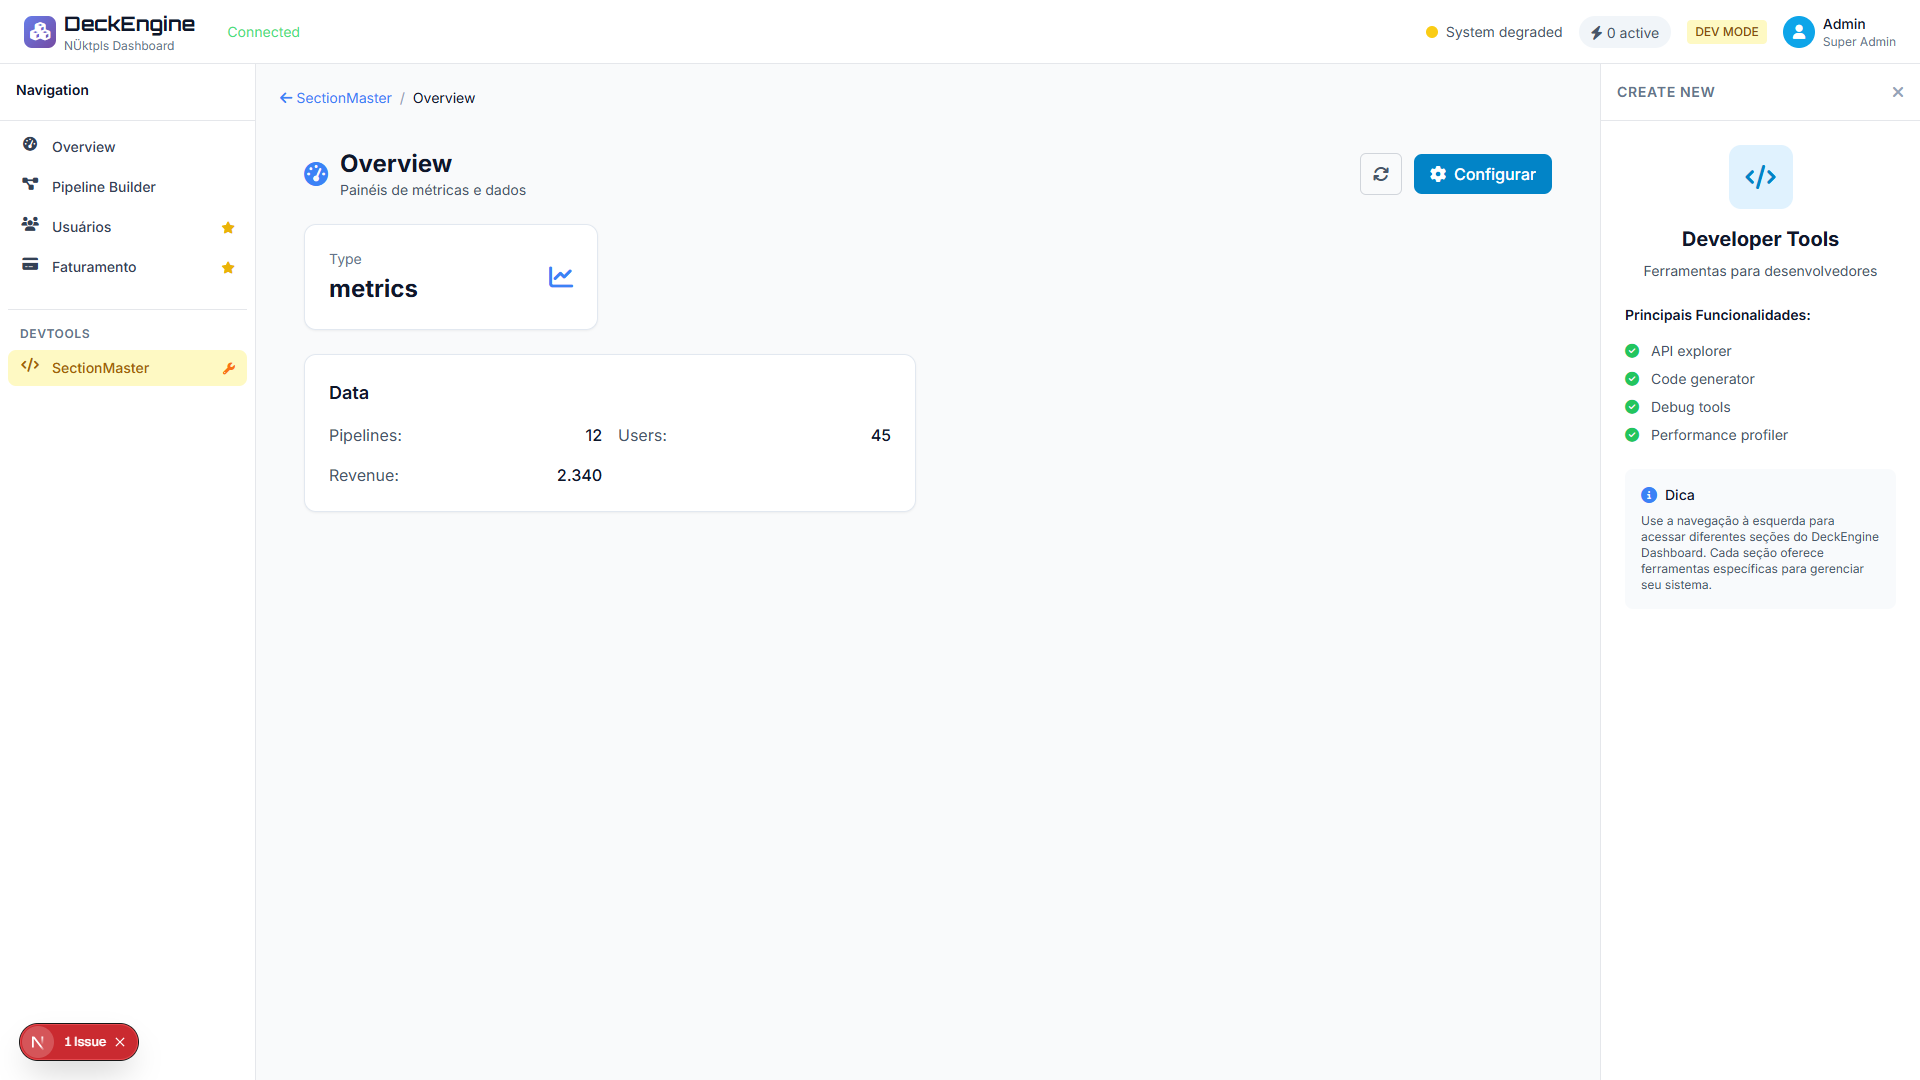 DeckEngine
NÜktpls Dashboard
Connected
System degraded
0 active
DEV MODE
Admin
Super Admin
Navigation
Overview
Pipeline Builder
Usuários
Faturamento
DEVTOOLS
SectionMaster
1 Issue
SectionMaster / Overview
Overview
Painéis de métricas e dados
Configurar
Type
metrics
Data
Pipelines: 12 Users: 45
Revenue: 2.340
CREATE NEW
Developer Tools
Ferramentas para desenvolvedores
Principais Funcionalidades:
API explorer
Code generator
Debug tools
Performance profiler
Dica
Use a navegação à esquerda para
acessar diferentes seções do DeckEngine
Dashboard. Cada seção oferece
ferramentas específicas para gerenciar
seu sistema.